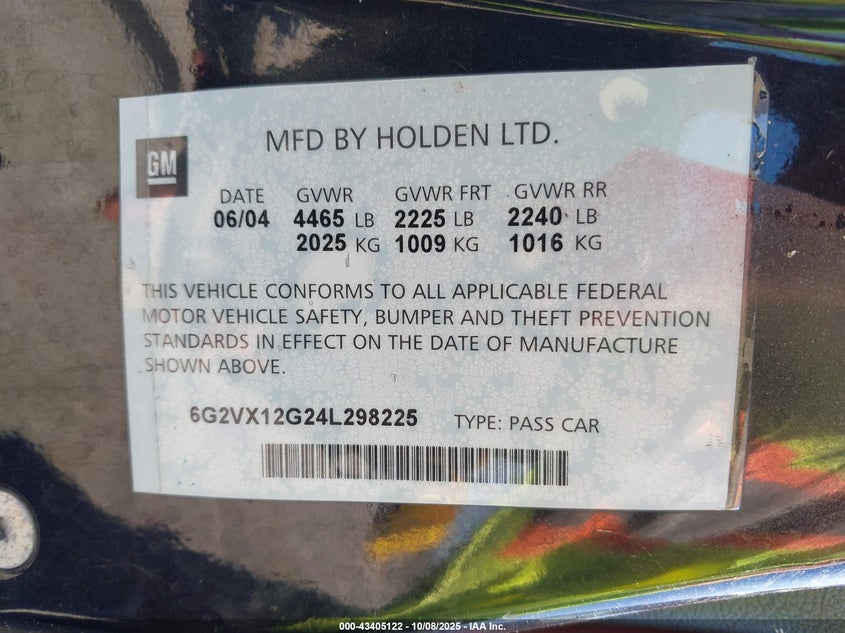 GM
MFD BY HOLDEN LTD.
DATE GVWR GVWR FRT GVWR RR
06/04 4465 LB 2225 LB 2240 LB
2025 KG 1009 KG 1016 KG
THIS VEHICLE CONFORMS TO ALL APPLICABLE FEDERAL
MOTOR VEHICLE SAFETY, BUMPER AND THEFT PREVENTION
STANDARDS IN EFFECT ON THE DATE OF MANUFACTURE
SHOWN ABOVE.
6G2VX12G24L298225 TYPE: PASS CAR
000-43405122 - 10/08/2025 - IAA Inc.